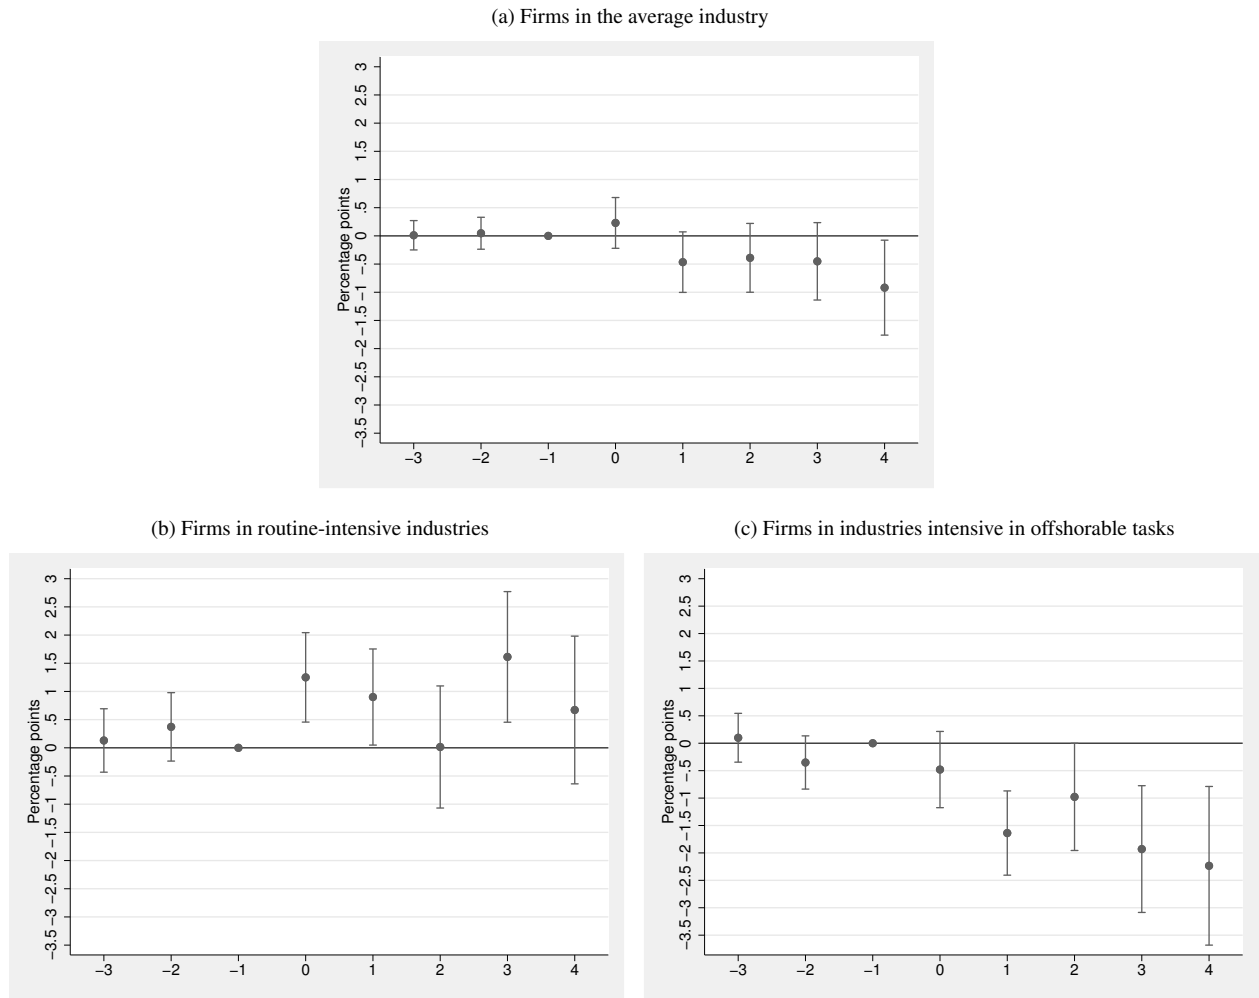 (a) Firms in the average industry
Percentage points
−3.5 −3 −2.5 −2 −1.5 −1 −.5 0 .5 1 1.5 2 2.5 3
−3 −2 −1 0 1 2 3 4
(b) Firms in routine-intensive industries
Percentage points
−3.5 −3 −2.5 −2 −1.5 −1 −.5 0 .5 1 1.5 2 2.5 3
−3 −2 −1 0 1 2 3 4
(c) Firms in industries intensive in offshorable tasks
Percentage points
−3.5 −3 −2.5 −2 −1.5 −1 −.5 0 .5 1 1.5 2 2.5 3
−3 −2 −1 0 1 2 3 4